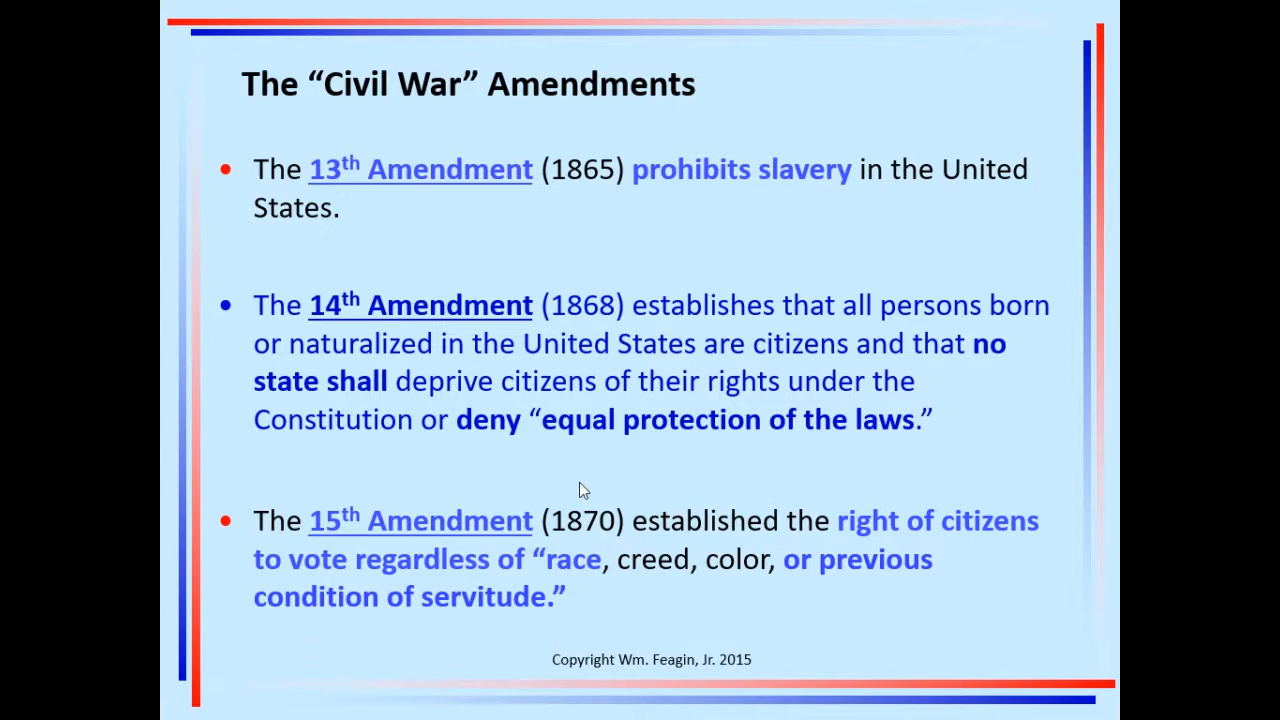 The “Civil War” Amendments
• The 13th Amendment (1865) prohibits slavery in the United
States.
• The 14th Amendment (1868) establishes that all persons born
or naturalized in the United States are citizens and that no
state shall deprive citizens of their rights under the
Constitution or deny “equal protection of the laws.”
• The 15th Amendment (1870) established the right of citizens
to vote regardless of “race, creed, color, or previous
condition of servitude.”
Copyright Wm. Feagin, Jr. 2015